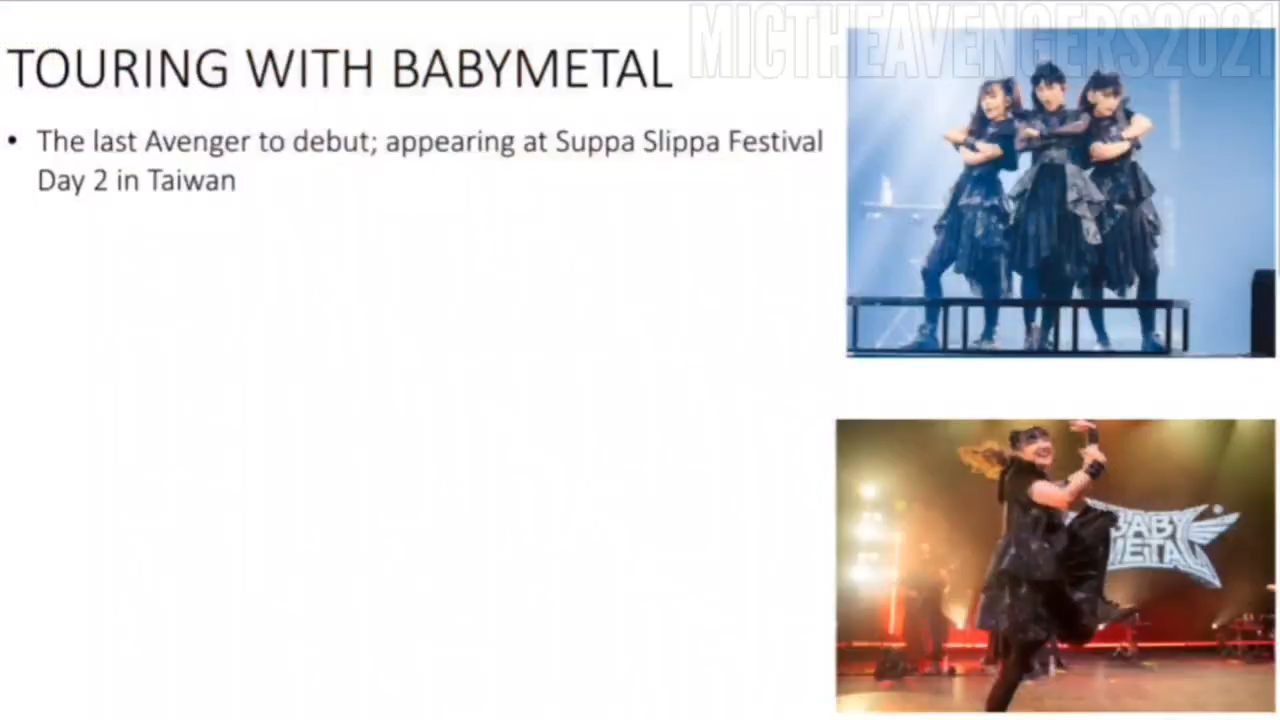 MICTHEAVENGERS2021
TOURING WITH BABYMETAL
• The last Avenger to debut; appearing at Suppa Slippa Festival
Day 2 in Taiwan
BABY
METAL